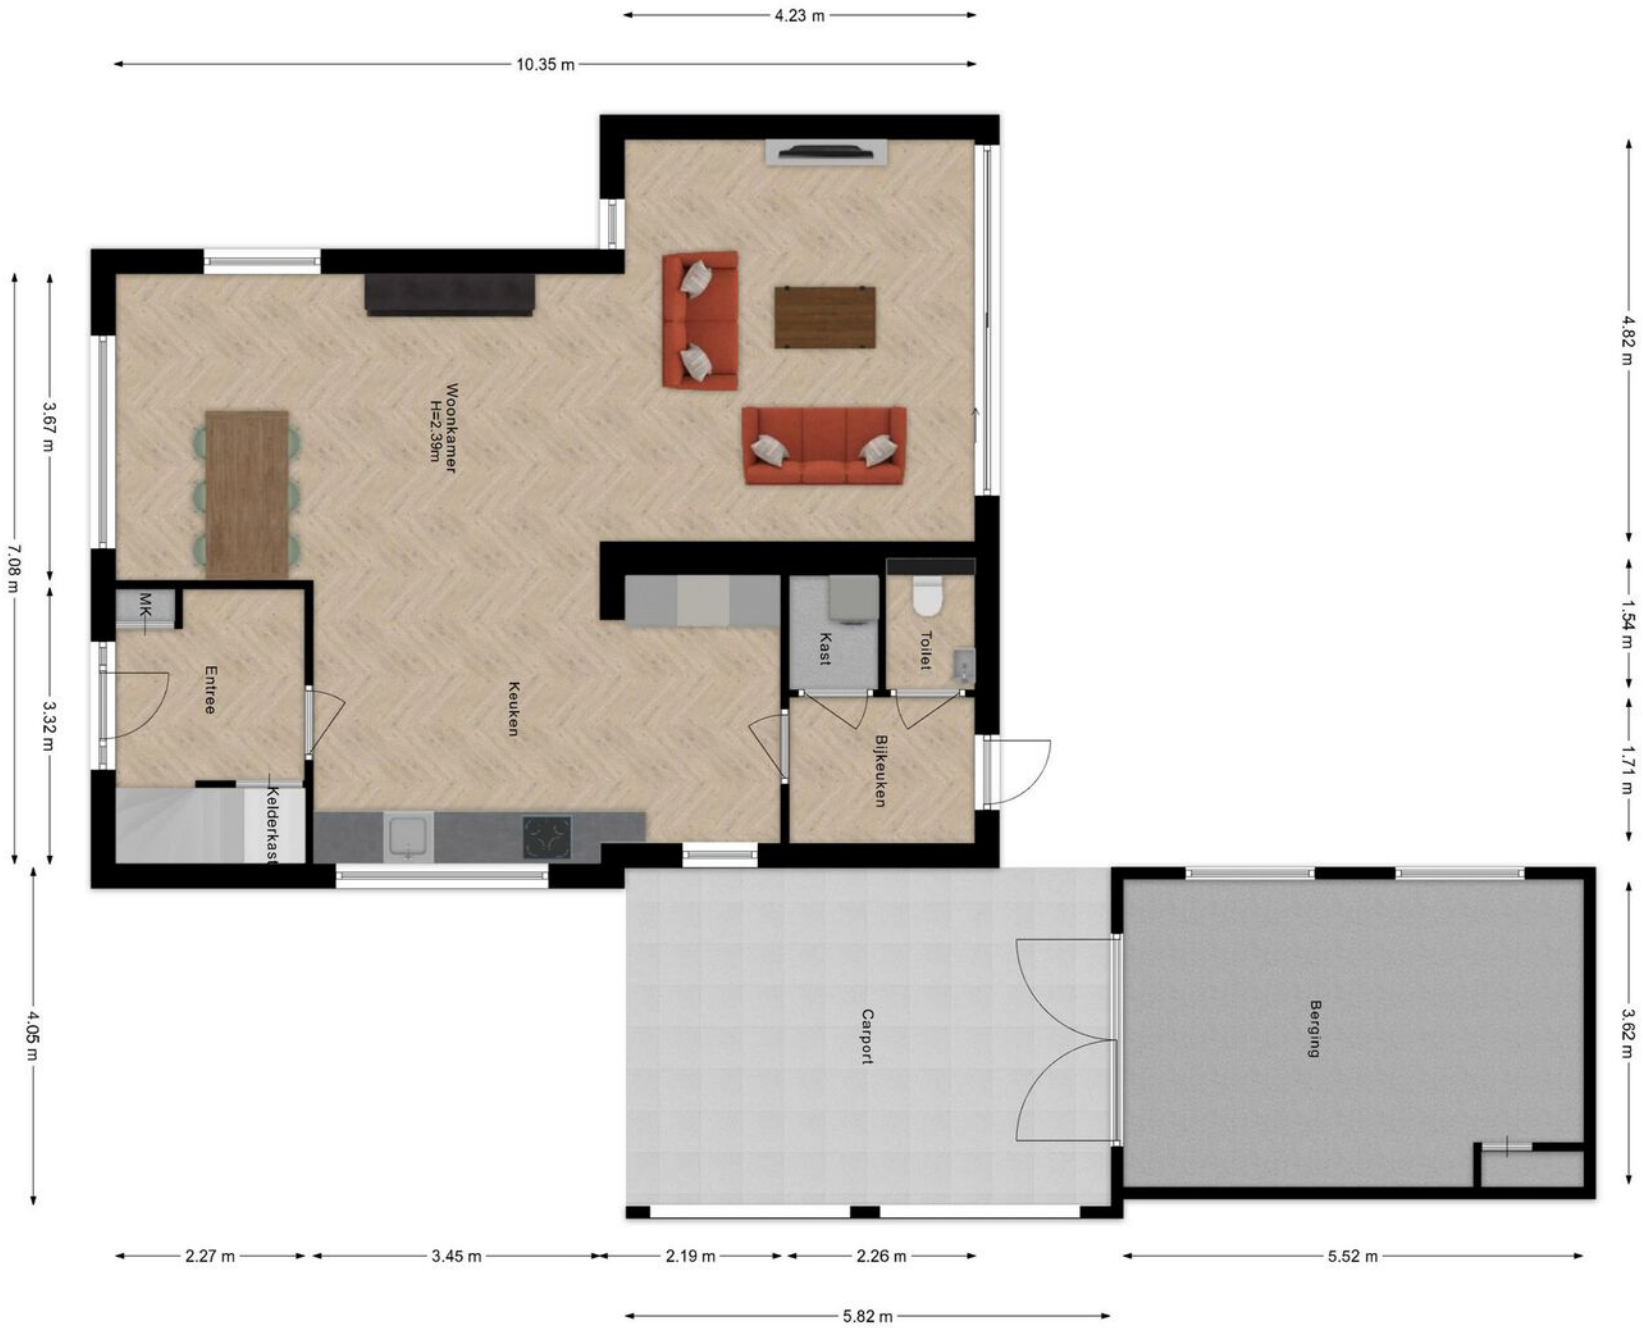 4.23 m
10.35 m
4.82 m
3.67 m
7.08 m
Woonkamer
H=2.39m
MK
Entree
Keuken
Kast
Toilet
1.54 m
3.32 m
Bijkeuken
1.71 m
Kelderkast
4.05 m
Carport
Berging
3.62 m
2.27 m
3.45 m
2.19 m
2.26 m
5.52 m
5.82 m